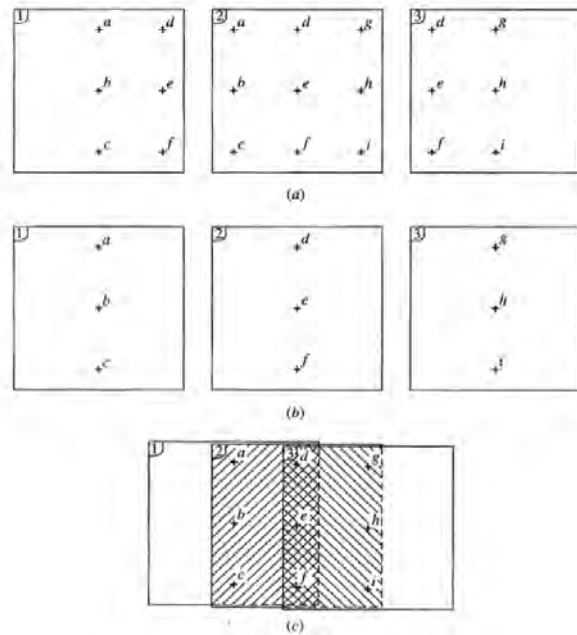 1 a d 2 a d g 3 d g
b e b e h e h
c f c f i f i
(a)
1 a 2 d 3 g
b e h
c f i
(b)
1 2 a 3 d g
b e h
c f i
(c)